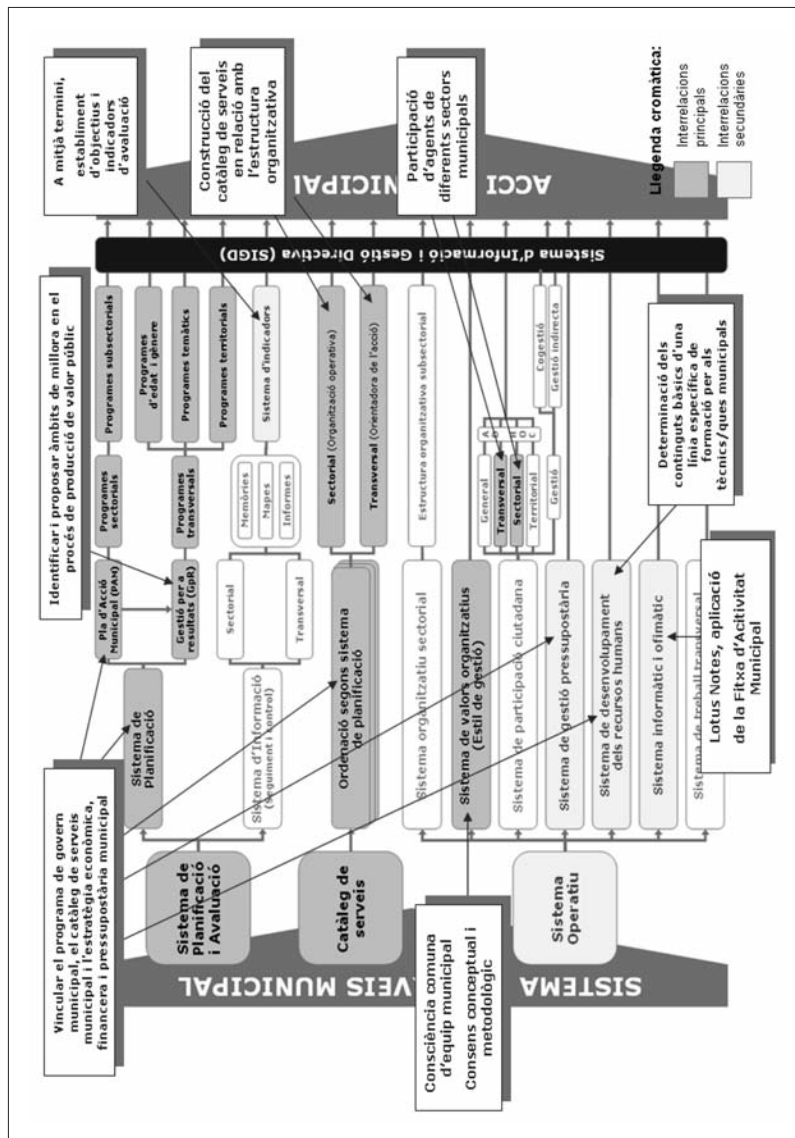 Vincular el programa de govern
municipal, el catàleg de serveis
municipal i l'estratègia econòmica,
financera i pressupostària municipal
Identificar i proposar àmbits de millora en el
procés de producció de valor públic
A mitjà termini,
establiment
d'objectius i
indicadors
d'avaluació
Construcció del
catàleg de serveis
en relació amb
l'estructura
organitzativa
Participació
d'agents de
diferents sectors
municipals
Llegenda cromàtica:
Interrelacions
principals
Interrelacions
secundàries
SISTEMA
VEIS MUNICIPAL
Sistema de
Planificació
i Avaluació
Sistema de
Planificació
Pla d'Acció
Municipal (PAM)
Programes
sectorials
Programes subsectorials
Gestió per a
resultats (GpR)
Programes
transversals
Programes
d'edat i gènere
Programes temàtics
Programes territorials
Sistema d'Informació
(Seguiment i control)
Sectorial
Transversal
Memòries
Mapes
Informes
Sistema d'indicadors
Catàleg de
serveis
Ordenació segons sistema
de planificació
Sectorial (Organització operativa)
Transversal (Orientadora de l'acció)
Sistema
Operatiu
Sistema organitzatiu sectorial
Estructura organitzativa subsectorial
Sistema de valors organitzatius
(Estil de gestió)
Sistema de participació ciutadana
General
Transversal
Sectorial
Territorial
A
D
H
O
C
Gestió
Cogestió
Gestió indirecta
Sistema de gestió pressupostària
Sistema de desenvolupament
dels recursos humans
Sistema informàtic i ofimàtic
Sistema de treball transversal
Sistema d'Informació i Gestió Directiva (SIGD)
ACCI
NICIPAL
Consciència comuna
d'equip municipal
Consens conceptual i
metodològic
Lotus Notes, aplicació
de la Fitxa d'Acitivitat
Municipal
Determinació dels
continguts bàsics d'una
línia específica de
formació per als
tècnics/ques municipals